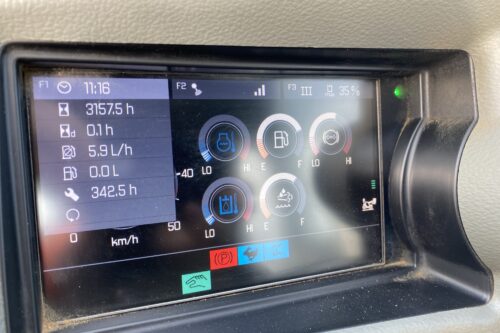 F1 11:16 F2 F3 III 35%
3157.5 h
d 0.1 h
5.9 L/h
0.0 L
342.5 h
40
LO HI E F LO HI
50
0 km/h
LO HI E F
(P)